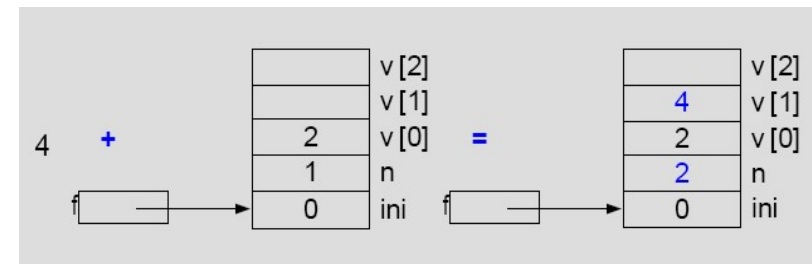 v[2] v[2]
v[1] 4 v[1]
4 + 2 v[0] = 2 v[0]
1 n 2 n
f 0 ini f 0 ini